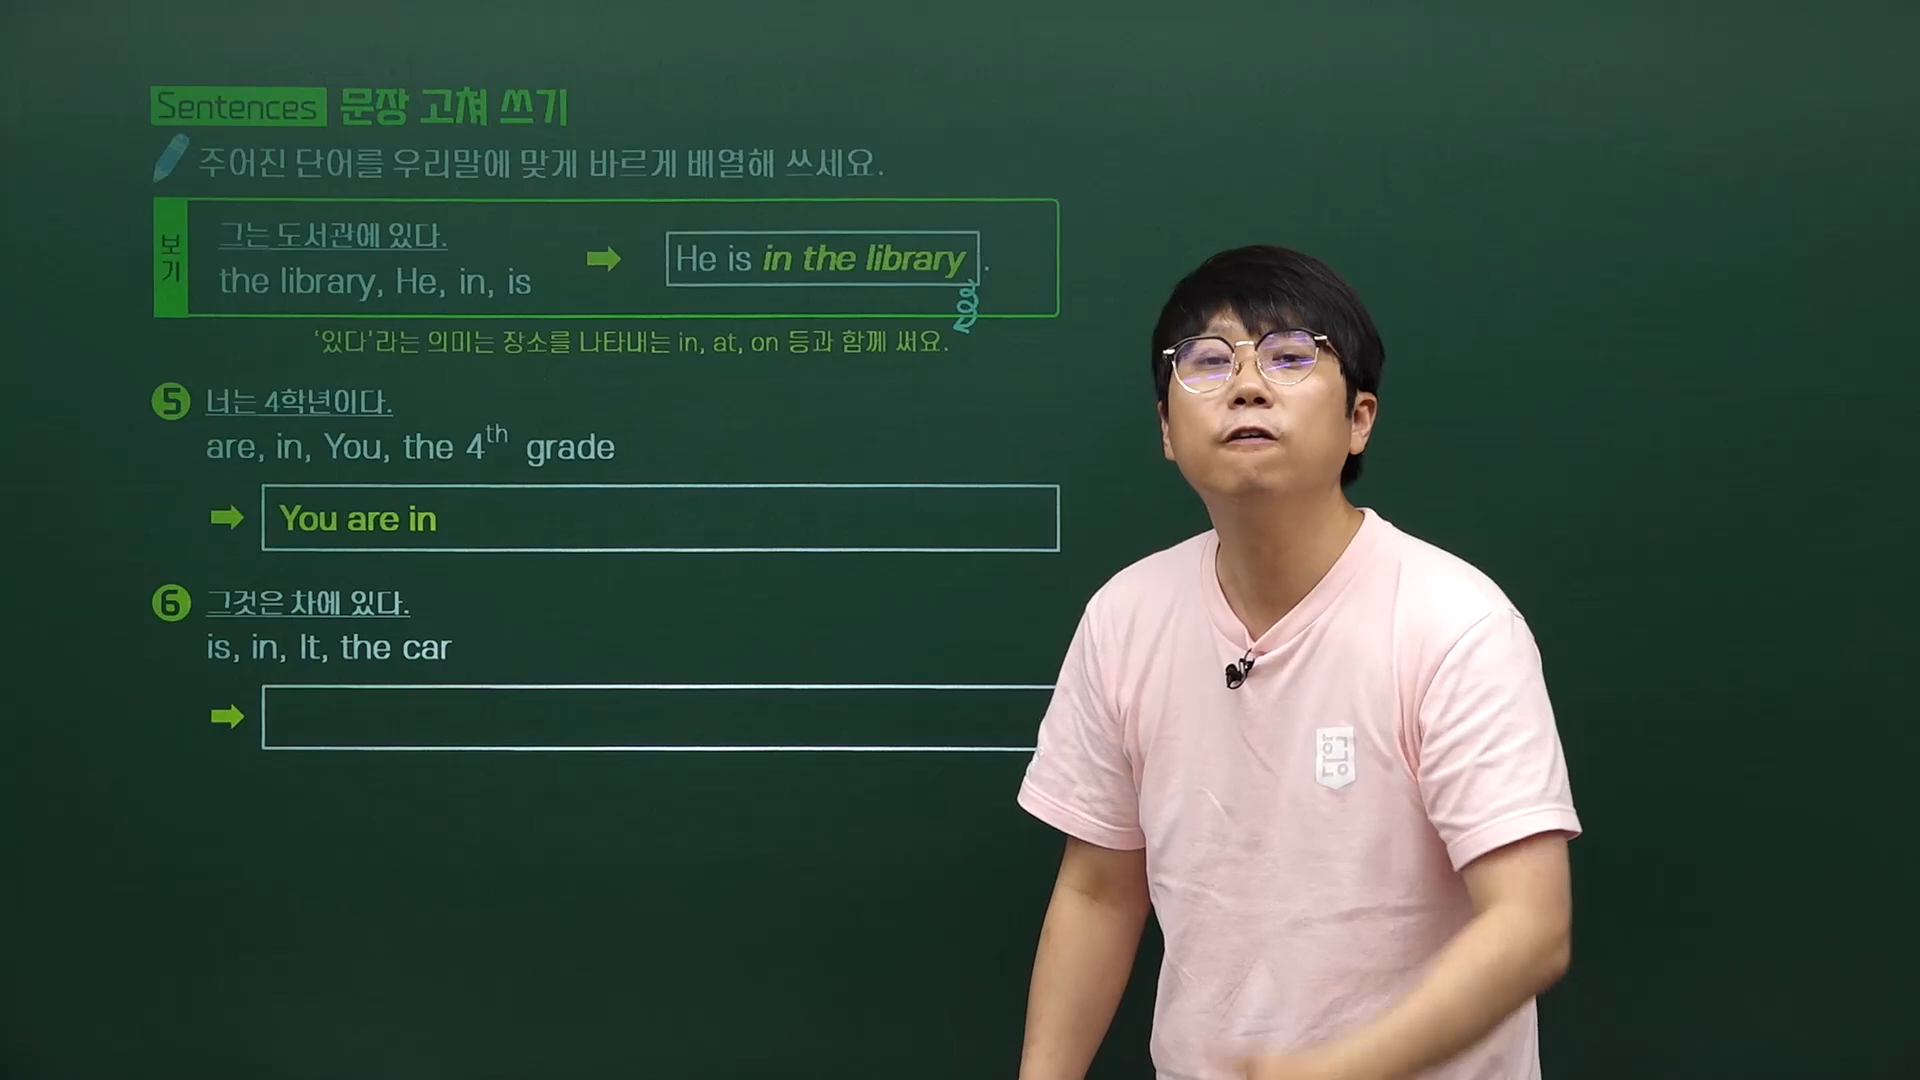 Sentences 문장 고쳐 쓰기
주어진 단어를 우리말에 맞게 바르게 배열해 쓰세요.
보기
그는 도서관에 있다.
the library, He, in, is
He is in the library.
‘있다’라는 의미는 장소를 나타내는 in, at, on 등과 함께 써요.
5 너는 4학년이다.
are, in, You, the 4th grade
You are in
6 그것은 차에 있다.
is, in, It, the car